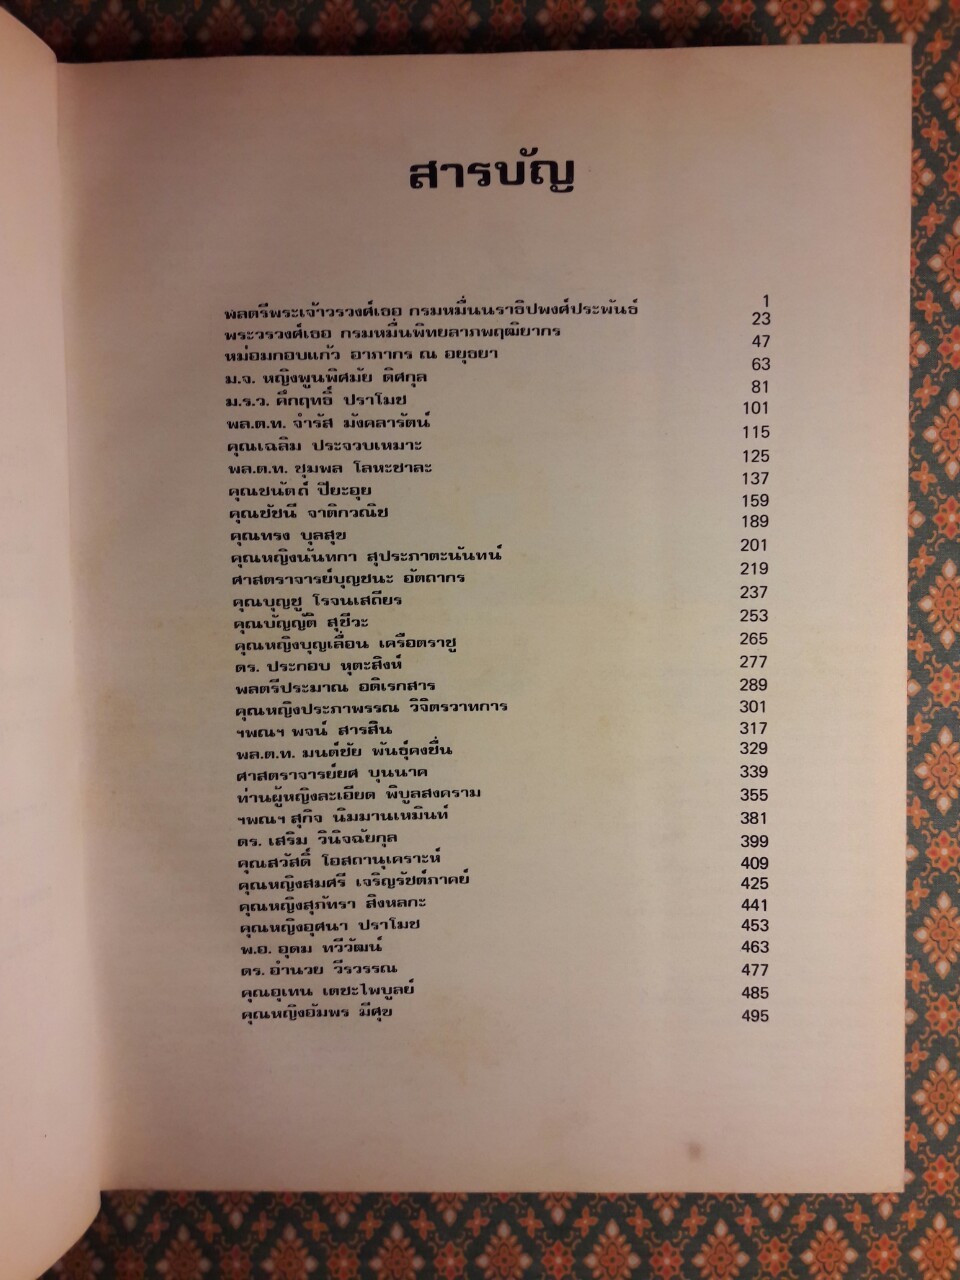 สารบัญ
พลตรีพระเจ้าวรวงศ์เธอ กรมหมื่นนราธิปพงศ์ประพันธ์ 1
พระวรวงศ์เธอ กรมหมื่นพิทยลาภพฤฒิยากร 23
หม่อมกอบแก้ว อาภากร ณ อยุธยา 47
ม.จ. หญิงพูนพิศมัย ดิศกุล 63
ม.ร.ว. คึกฤทธิ์ ปราโมช 81
พล.ต.ท. จำรัส มังคลารัตน์ 101
คุณเฉลิม ประจวบเหมาะ 115
พล.ต.ท. ชุมพล โลหะชาละ 125
คุณชนัตถ์ ปิยะอุย 137
คุณชัชนี จาติกวณิช 159
คุณทรง บุลสุข 189
คุณหญิงนันทกา สุประภาตะนันทน์ 201
ศาสตราจารย์บุญชนะ อัตถากร 219
คุณบุญชู โรจนเสถียร 237
คุณบัญญัติ สุชีวะ 253
คุณหญิงบุญเลื่อน เครือตราชู 265
ดร. ประกอบ หุตะสิงห์ 277
พลตรีประมาณ อดิเรกสาร 289
คุณหญิงประภาพรรณ วิจิตรวาทการ 301
ฯพณฯ พจน์ สารสิน 317
พล.ต.ท. มนต์ชัย พันธุ์คงชื่น 329
ศาสตราจารย์ยศ บุนนาค 339
ท่านผู้หญิงละเอียด พิบูลสงคราม 355
ฯพณฯ สุกิจ นิมมานเหมินท์ 381
ดร. เสริม วินิจฉัยกุล 399
คุณสวัสดิ์ โอสถานุเคราะห์ 409
คุณหญิงสมศรี เจริญรัชต์ภาคย์ 425
คุณหญิงสุภัทรา สิงหลกะ 441
คุณหญิงอุศนา ปราโมช 453
พ.อ. อุดม ทวีวัฒน์ 463
ดร. อำนวย วีรวรรณ 477
คุณอุเทน เตชะไพบูลย์ 485
คุณหญิงอัมพร มีศุข 495